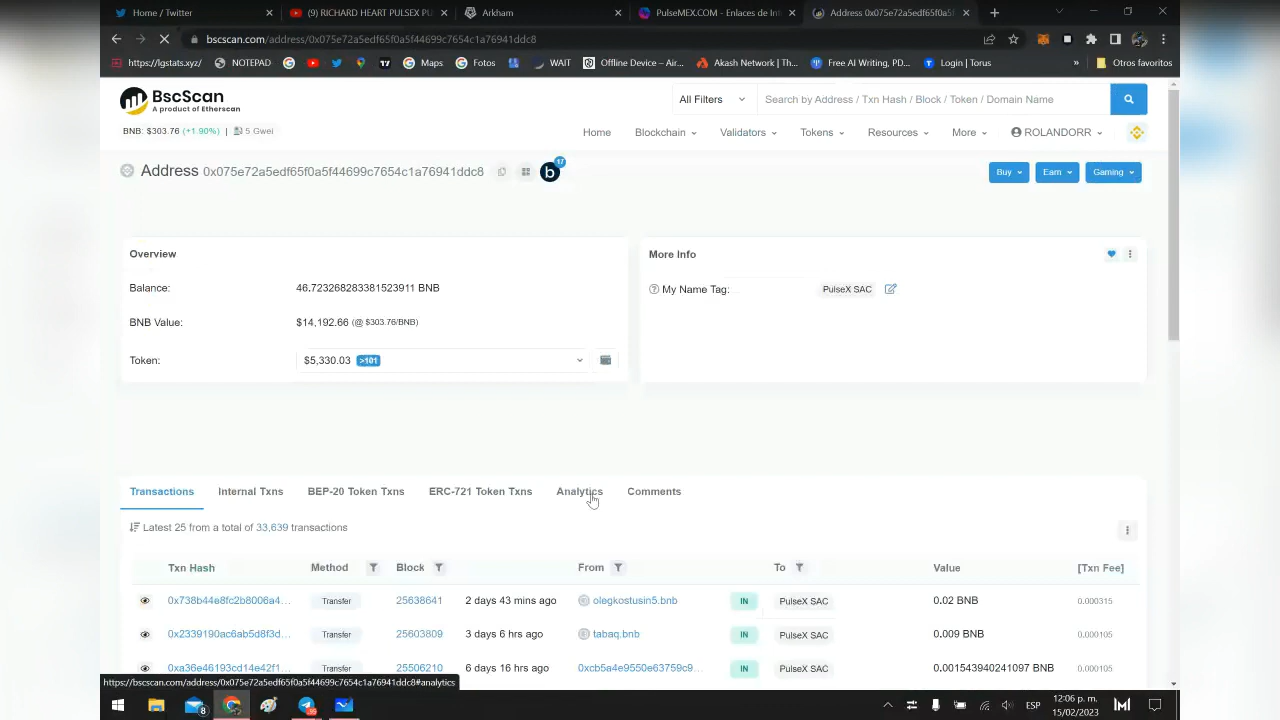 Home / Twitter
(9) RICHARD HEART PULSEX PU
Arkham
PulseMEX.COM - Enlaces de Int
Address 0x075e72a5edf65f0a5f
bscscan.com/address/0x075e72a5edf65f0a5f44699c7654c1a76941ddc8
https://lgstats.xyz/
NOTEPAD
Maps
Fotos
WAIT
Offline Device – Air...
Akash Network | Th...
Free AI Writing, PD...
Login | Torus
»
Otros favoritos
BscScan
A product of Etherscan
All Filters
Search by Address / Txn Hash / Block / Token / Domain Name
BNB: $303.76 (+1.90%) | 5 Gwei
Home
Blockchain
Validators
Tokens
Resources
More
ROLANDORR
Address 0x075e72a5edf65f0a5f44699c7654c1a76941ddc8
b
17
Buy
Earn
Gaming
Overview
Balance:
46.723268283381523911 BNB
BNB Value:
$14,192.66 (@ $303.76/BNB)
Token:
$5,330.03 >101
More Info
My Name Tag:
PulseX SAC
Transactions
Internal Txns
BEP-20 Token Txns
ERC-721 Token Txns
Analytics
Comments
Latest 25 from a total of 33,639 transactions
Txn Hash
Method
Block
From
To
Value
[Txn Fee]
0x738b44e8fc2b8006a4...
Transfer
25638641
2 days 43 mins ago
olegkostusin5.bnb
IN
PulseX SAC
0.02 BNB
0.000315
0x2339190ac6ab5d8f3d...
Transfer
25603809
3 days 6 hrs ago
tabaq.bnb
IN
PulseX SAC
0.009 BNB
0.000105
0xa36e46193cd14e42f1...
Transfer
25506210
6 days 16 hrs ago
0xcb5a4e9550e63759c9...
IN
PulseX SAC
0.001543940241097 BNB
0.000105
https://bscscan.com/address/0x075e72a5edf65f0a5f44699c7654c1a76941ddc8#analytics
8
ESP
12:06 p. m.
15/02/2023